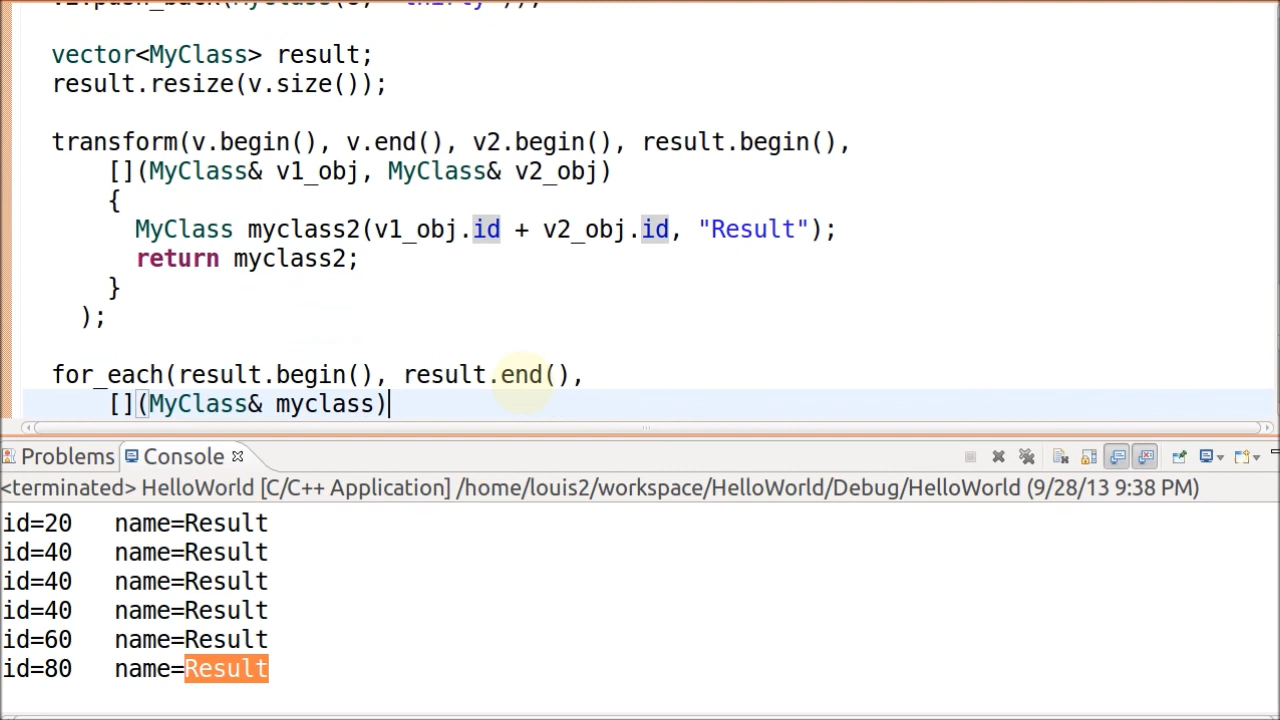 vector<MyClass> result;
result.resize(v.size());
transform(v.begin(), v.end(), v2.begin(), result.begin(),
[](MyClass& v1_obj, MyClass& v2_obj)
{
MyClass myclass2(v1_obj.id + v2_obj.id, "Result");
return myclass2;
}
);
for_each(result.begin(), result.end(),
[](MyClass& myclass)
Problems Console
<terminated> HelloWorld [C/C++ Application] /home/louis2/workspace/HelloWorld/Debug/HelloWorld (9/28/13 9:38 PM)
id=20 name=Result
id=40 name=Result
id=40 name=Result
id=40 name=Result
id=60 name=Result
id=80 name=Result